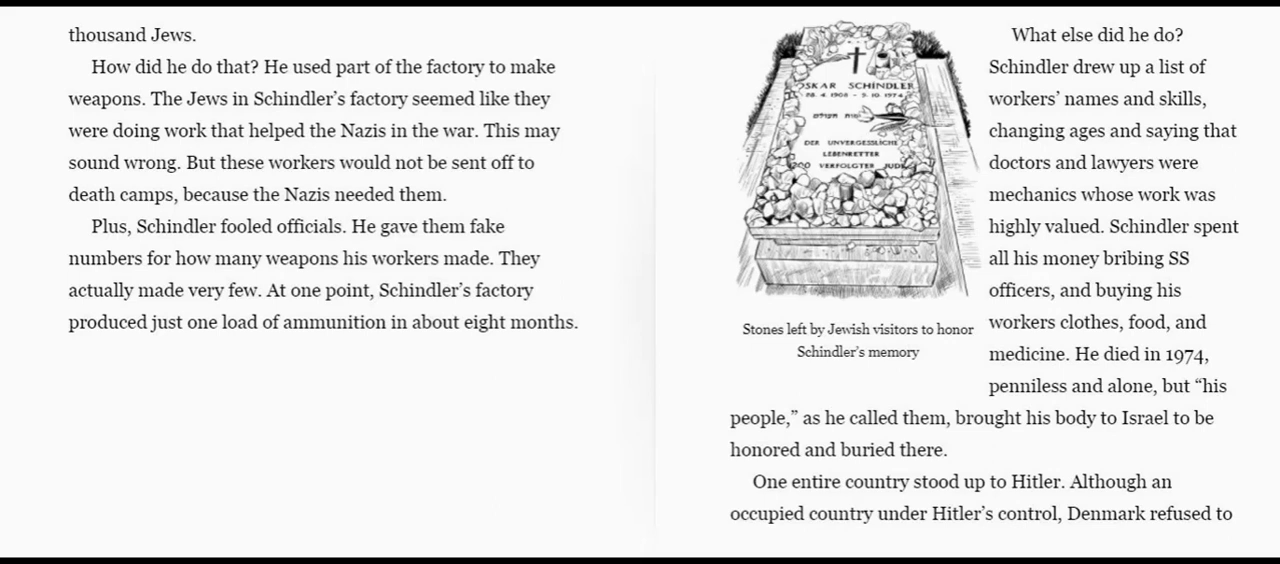 thousand Jews.
How did he do that? He used part of the factory to make
weapons. The Jews in Schindler’s factory seemed like they
were doing work that helped the Nazis in the war. This may
sound wrong. But these workers would not be sent off to
death camps, because the Nazis needed them.
Plus, Schindler fooled officials. He gave them fake
numbers for how many weapons his workers made. They
actually made very few. At one point, Schindler’s factory
produced just one load of ammunition in about eight months.
SKAR SCHINDLER
28. 4. 1908 - 9. 10. 1974
DER UNVERGESSLICHE
LEBENRETTER
VERFOLGTER JUDE
Stones left by Jewish visitors to honor
Schindler’s memory
What else did he do?
Schindler drew up a list of
workers’ names and skills,
changing ages and saying that
doctors and lawyers were
mechanics whose work was
highly valued. Schindler spent
all his money bribing SS
officers, and buying his
workers clothes, food, and
medicine. He died in 1974,
penniless and alone, but “his
people,” as he called them, brought his body to Israel to be
honored and buried there.
One entire country stood up to Hitler. Although an
occupied country under Hitler’s control, Denmark refused to